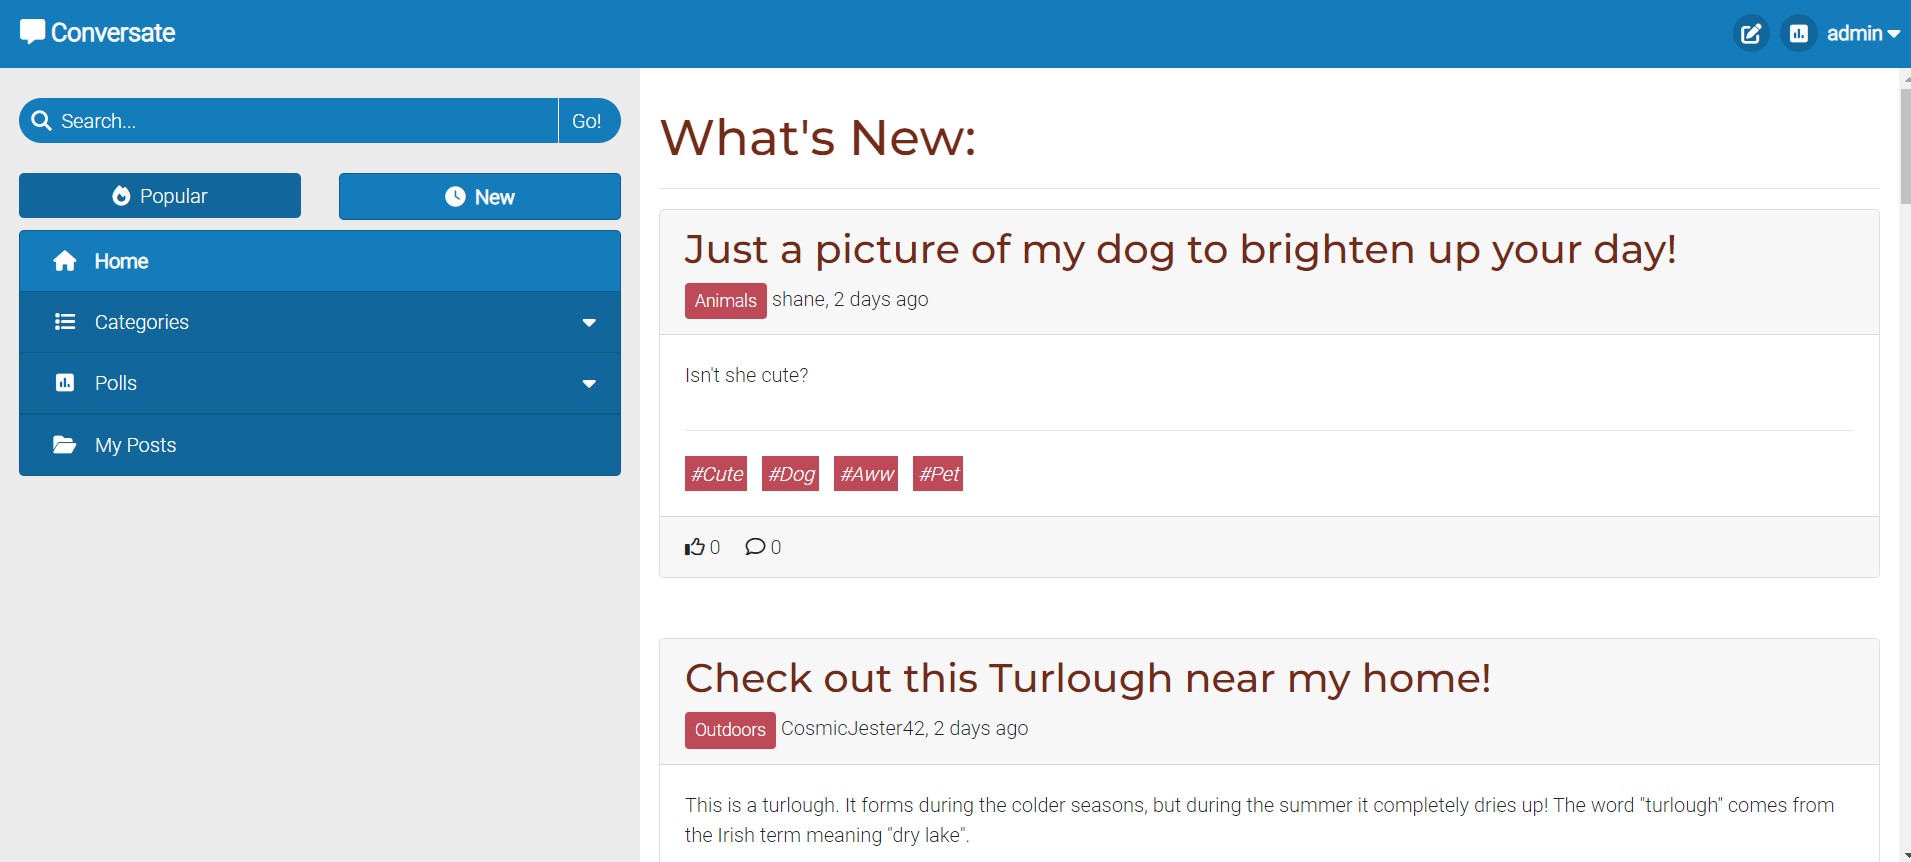 Conversate
admin
Search...
Go!
Popular
New
Home
Categories
Polls
My Posts
What's New:
Just a picture of my dog to brighten up your day!
Animals shane, 2 days ago
Isn't she cute?
#Cute #Dog #Aww #Pet
0 0
Check out this Turlough near my home!
Outdoors CosmicJester42, 2 days ago
This is a turlough. It forms during the colder seasons, but during the summer it completely dries up! The word "turlough" comes from
the Irish term meaning "dry lake".